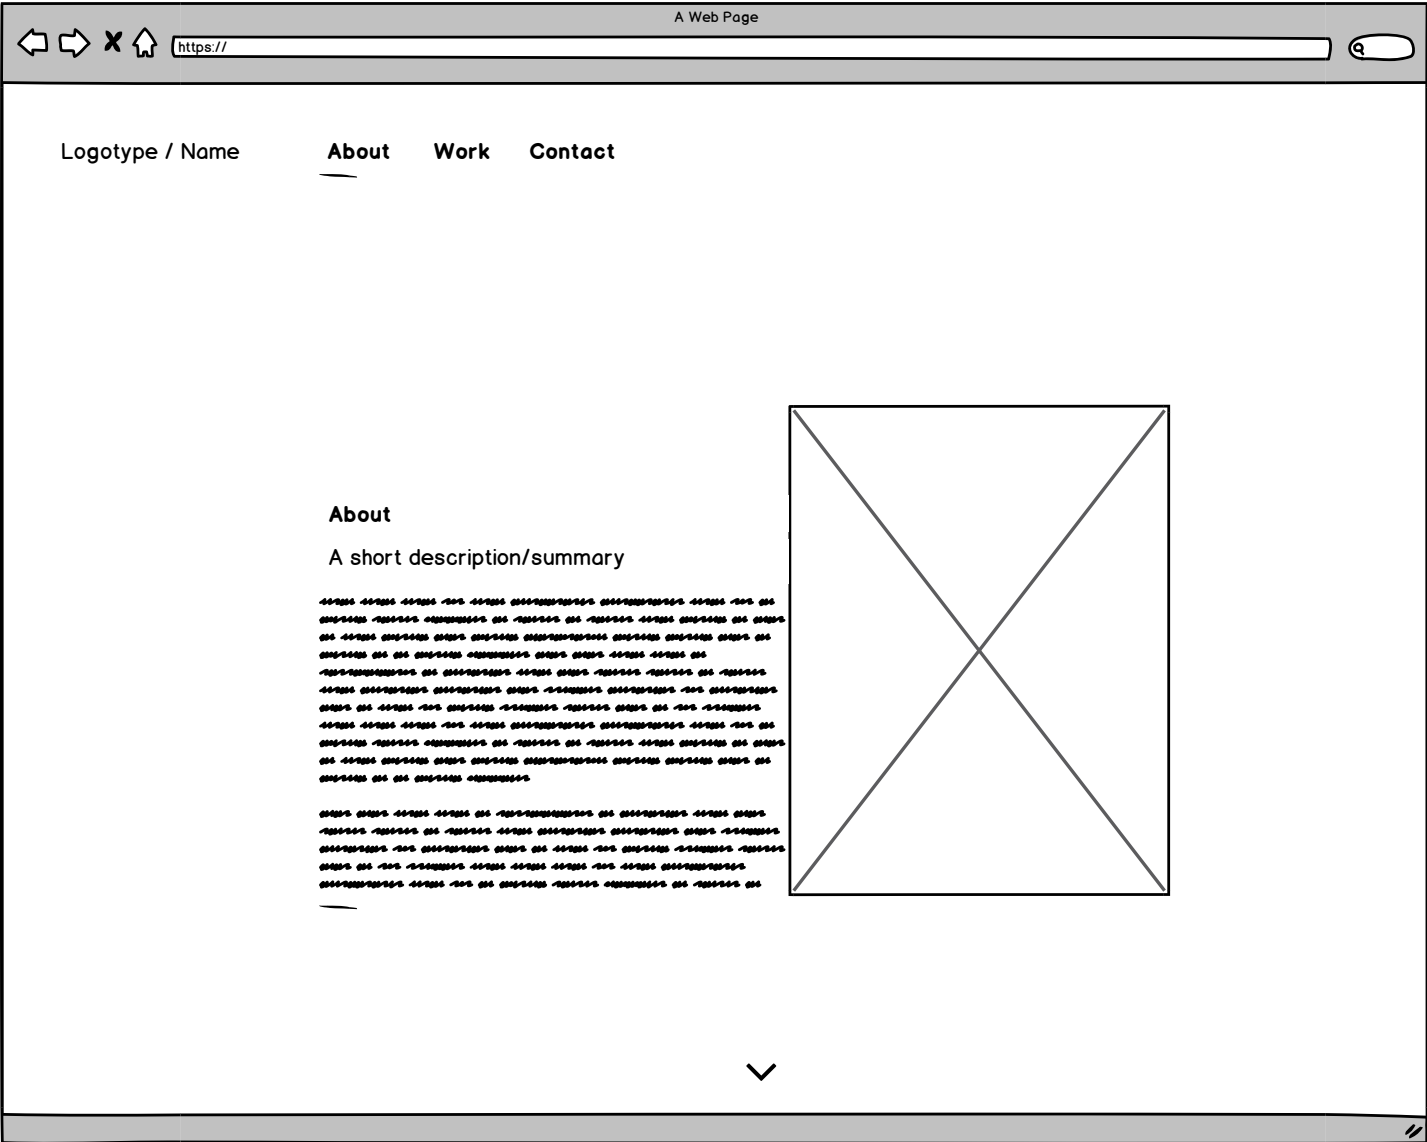 A Web Page
https://
Logotype / Name About Work Contact
About
A short description/summary